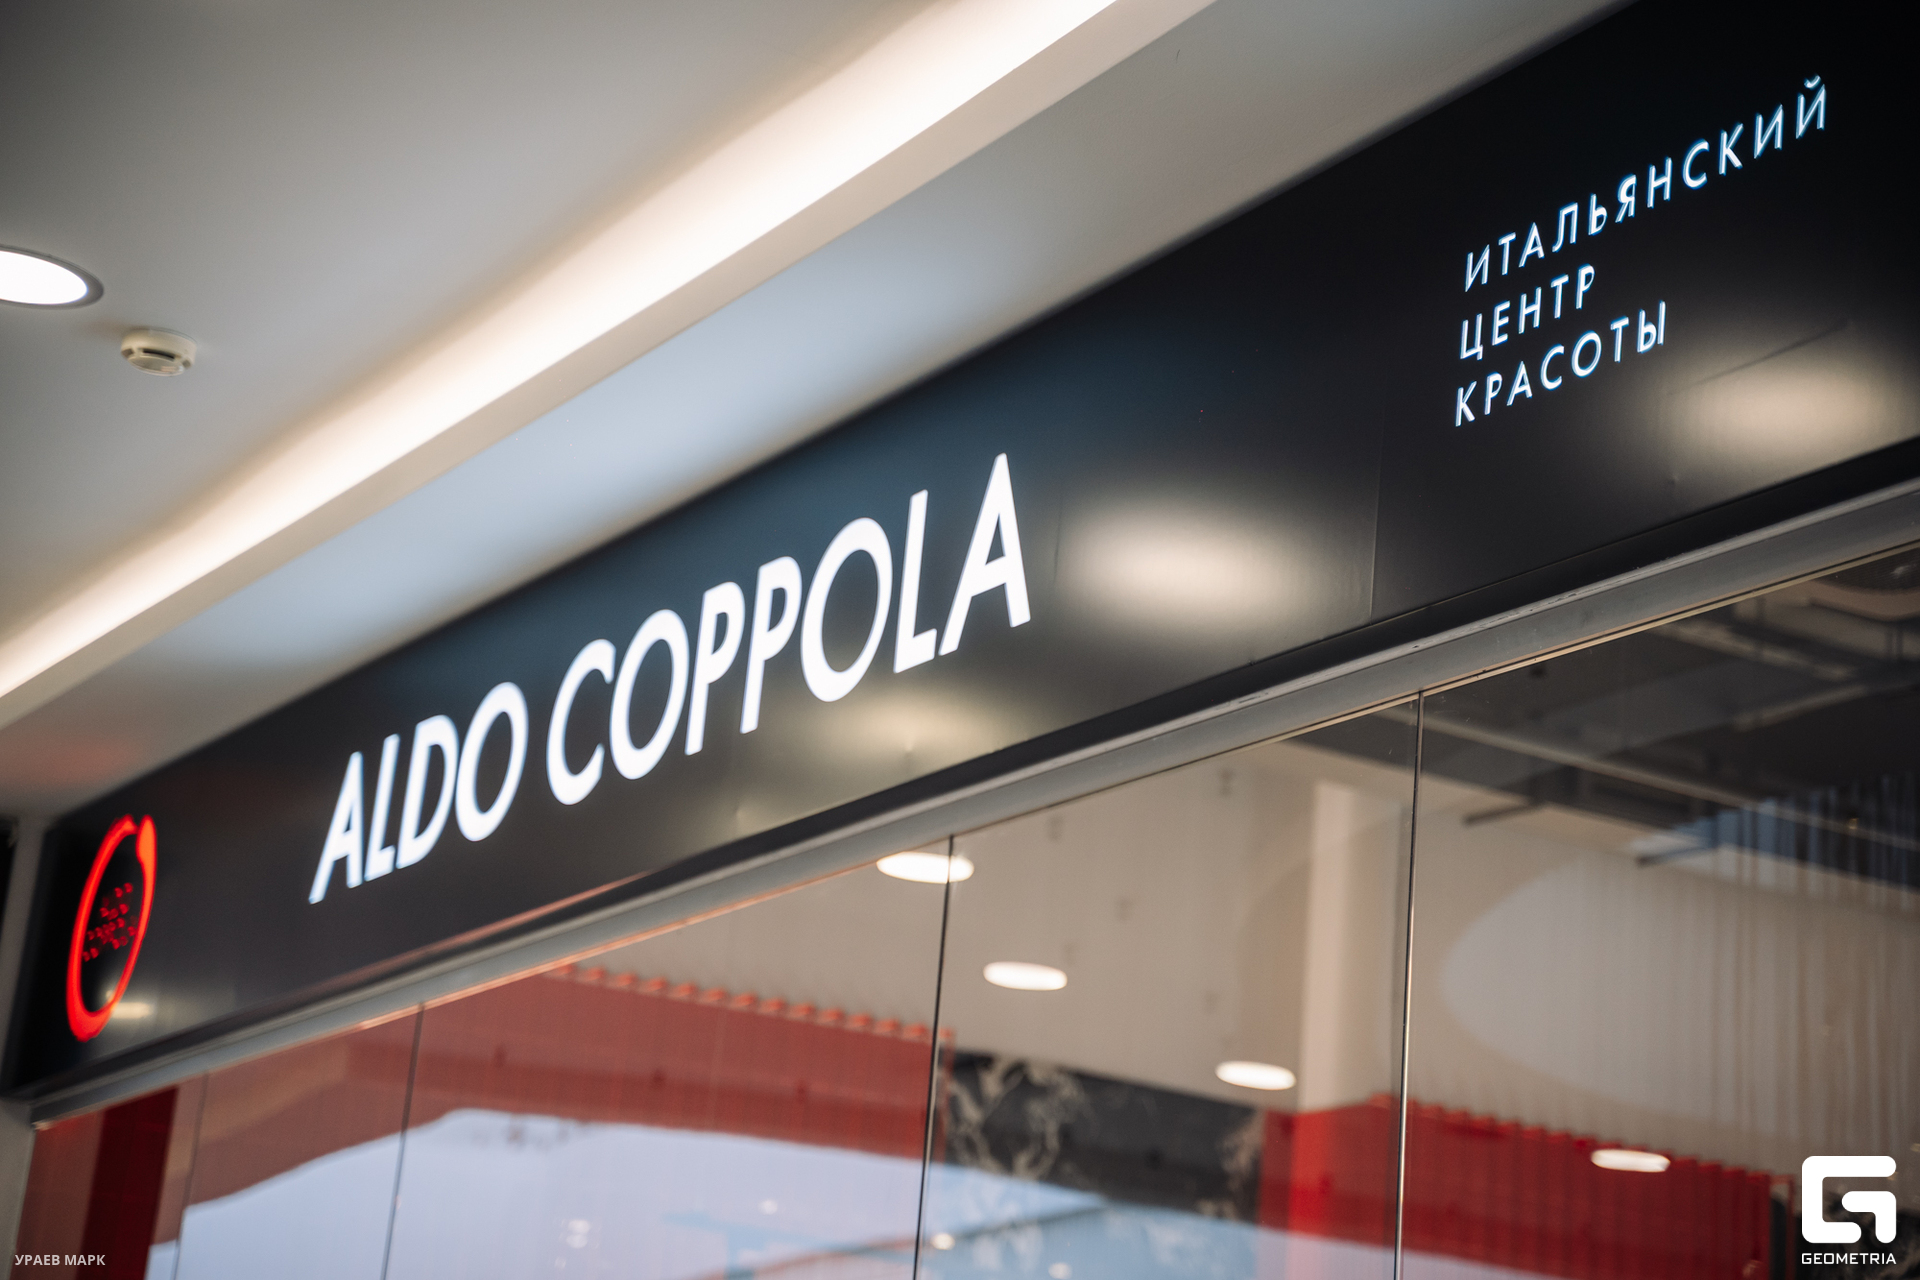 ALDO COPPOLA
ИТАЛЬЯНСКИЙ
ЦЕНТР
КРАСОТЫ
УРАЕВ МАРК
GEOMETRIA